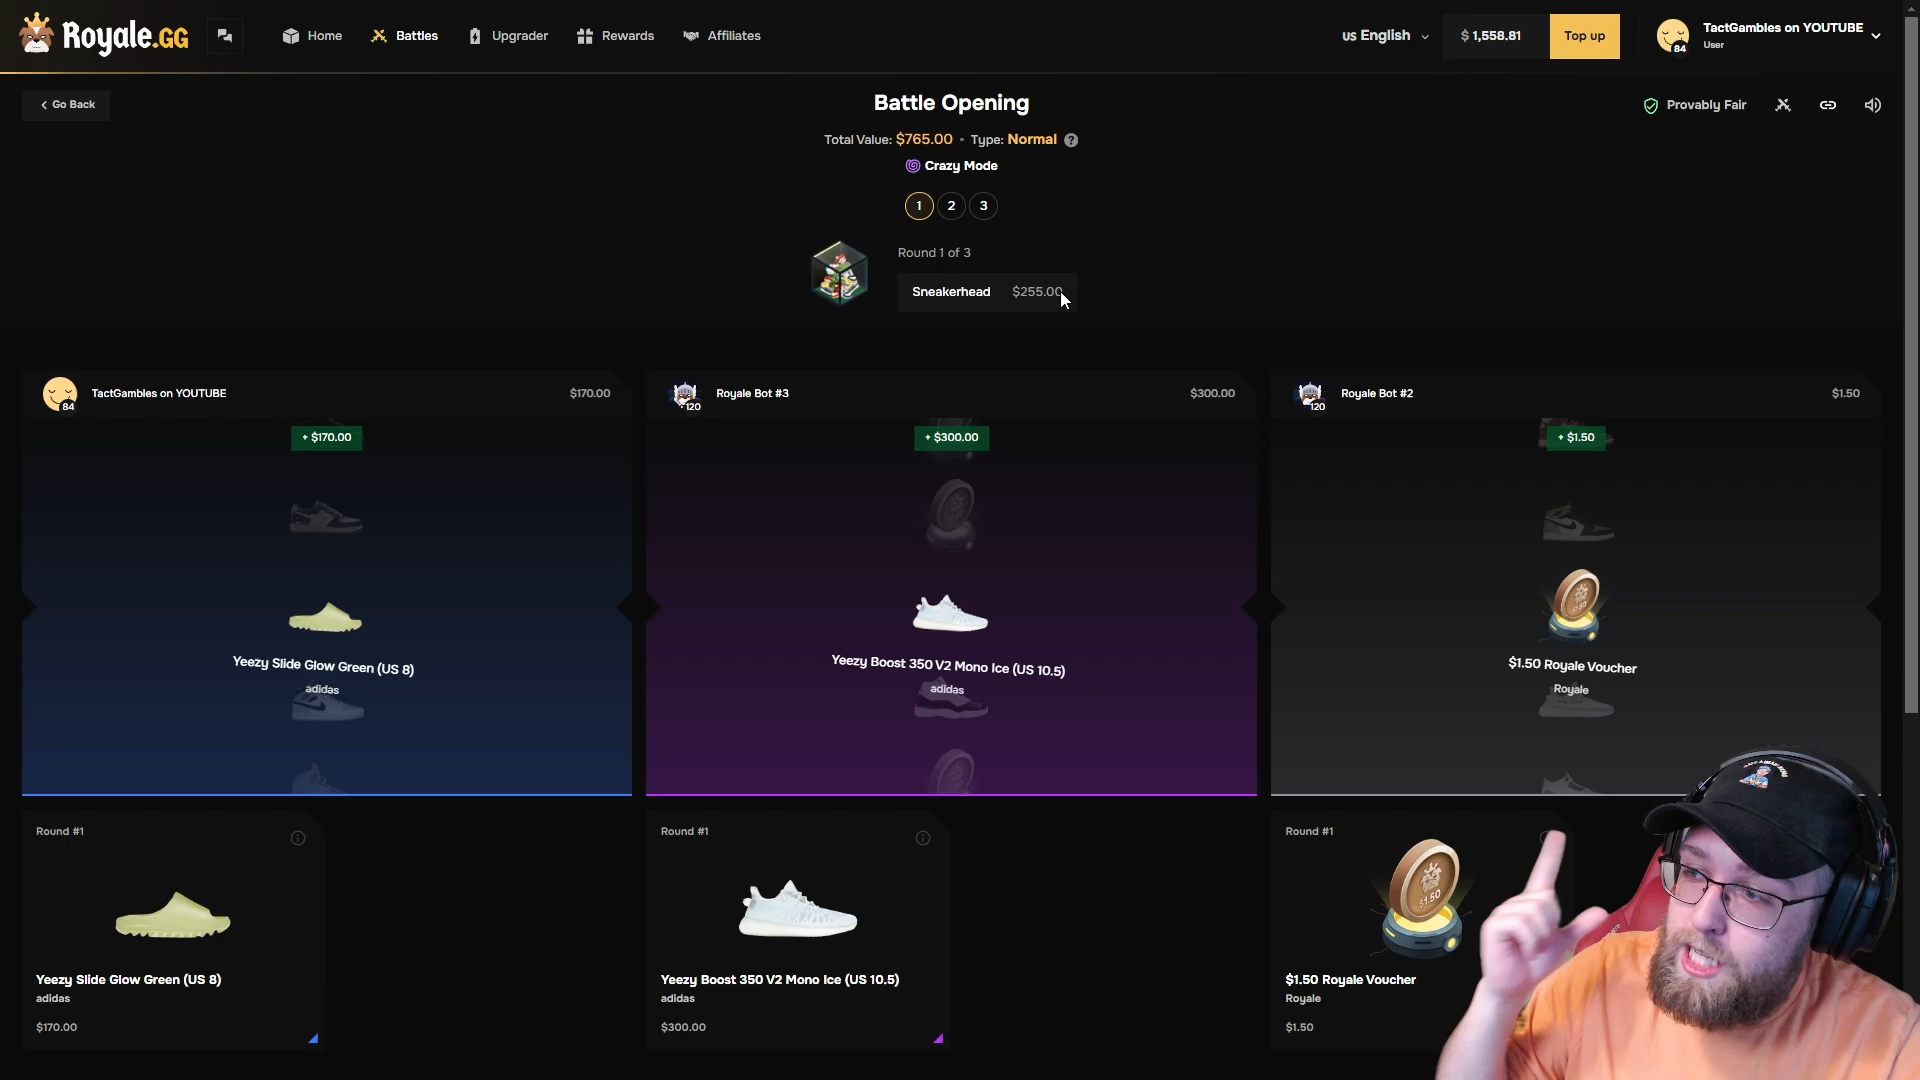 Royale.GG
Home
Battles
Upgrader
Rewards
Affiliates
us English
$ 1,558.81
Top up
84
TactGambles on YOUTUBE
User
Go Back
Battle Opening
Provably Fair
Total Value: $765.00 - Type: Normal ?
Crazy Mode
1 2 3
Round 1 of 3
Sneakerhead $255.00
84
TactGambles on YOUTUBE
$170.00
120
Royale Bot #3
$300.00
120
Royale Bot #2
$1.50
+ $170.00
+ $300.00
+ $1.50
Yeezy Slide Glow Green (US 8)
adidas
Yeezy Boost 350 V2 Mono Ice (US 10.5)
adidas
$1.50 Royale Voucher
Royale
Round #1
Round #1
Round #1
$1.50
Yeezy Slide Glow Green (US 8)
adidas
$170.00
Yeezy Boost 350 V2 Mono Ice (US 10.5)
adidas
$300.00
$1.50 Royale Voucher
Royale
$1.50